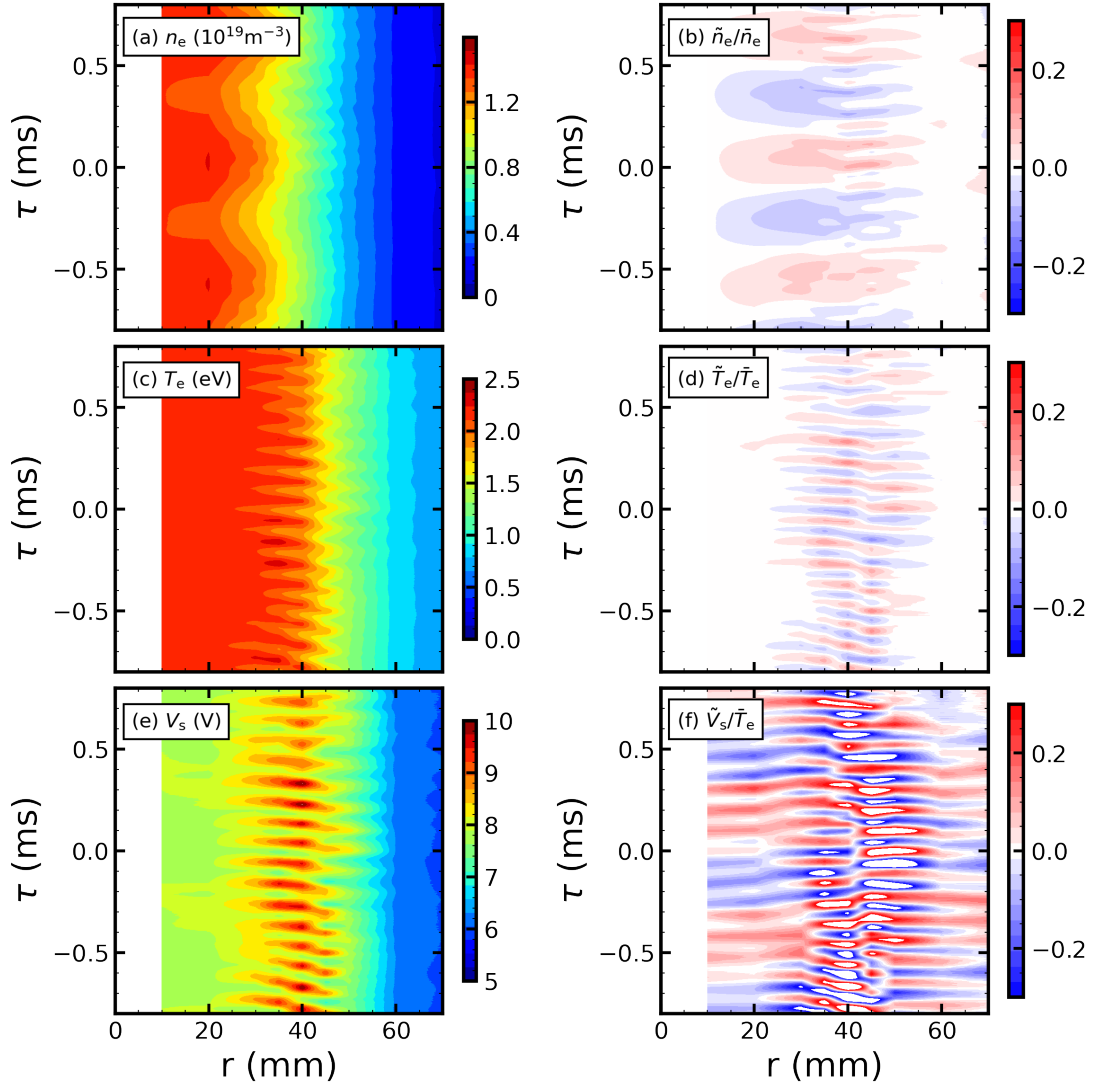 (a) nₑ (10¹⁹m⁻³)
τ (ms)
0.5
0.0
−0.5
1.2
0.8
0.4
0
(b) ñₑ/n̄ₑ
τ (ms)
0.5
0.0
−0.5
0.2
0.0
−0.2
(c) Tₑ (eV)
τ (ms)
0.5
0.0
−0.5
2.5
2.0
1.5
1.0
0.5
0.0
(d) T̃ₑ/T̄ₑ
τ (ms)
0.5
0.0
−0.5
0.2
0.0
−0.2
(e) Vₛ (V)
τ (ms)
0.5
0.0
−0.5
0 20 40 60
r (mm)
10
9
8
7
6
5
(f) Ṽₛ/T̄ₑ
τ (ms)
0.5
0.0
−0.5
0 20 40 60
r (mm)
0.2
0.0
−0.2